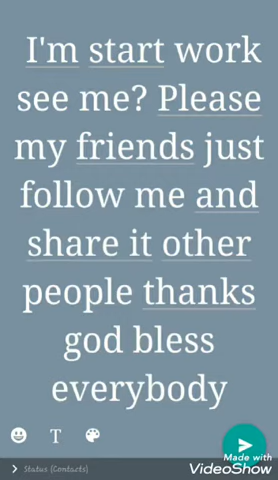 I'm start work
see me? Please
my friends just
follow me and
share it other
people thanks
god bless
everybody
T
Status (Contacts)
Made with
VideoShow